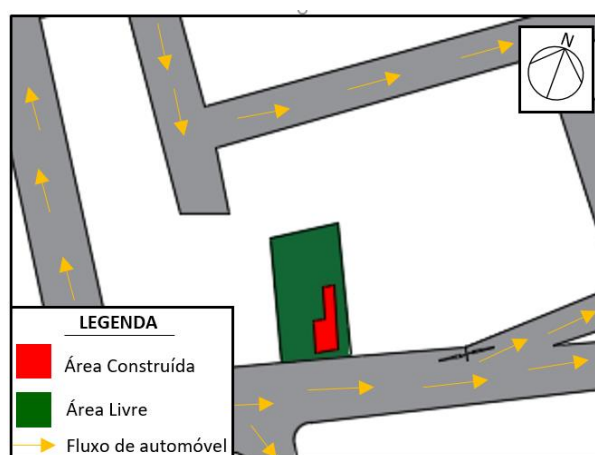 N
LEGENDA
Área Construída
Área Livre
Fluxo de automóvel